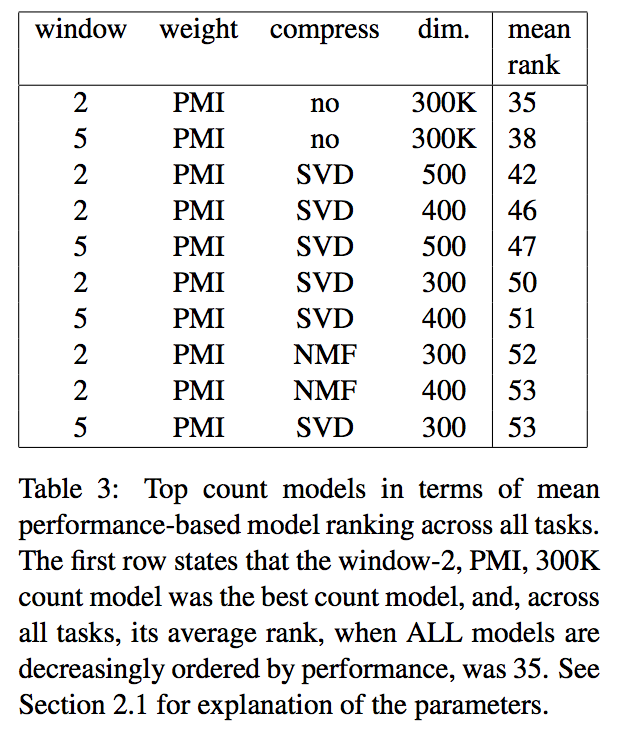 window weight compress dim. mean
rank
2 PMI no 300K 35
5 PMI no 300K 38
2 PMI SVD 500 42
2 PMI SVD 400 46
5 PMI SVD 500 47
2 PMI SVD 300 50
5 PMI SVD 400 51
2 PMI NMF 300 52
2 PMI NMF 400 53
5 PMI SVD 300 53
Table 3: Top count models in terms of mean
performance-based model ranking across all tasks.
The first row states that the window-2, PMI, 300K
count model was the best count model, and, across
all tasks, its average rank, when ALL models are
decreasingly ordered by performance, was 35. See
Section 2.1 for explanation of the parameters.